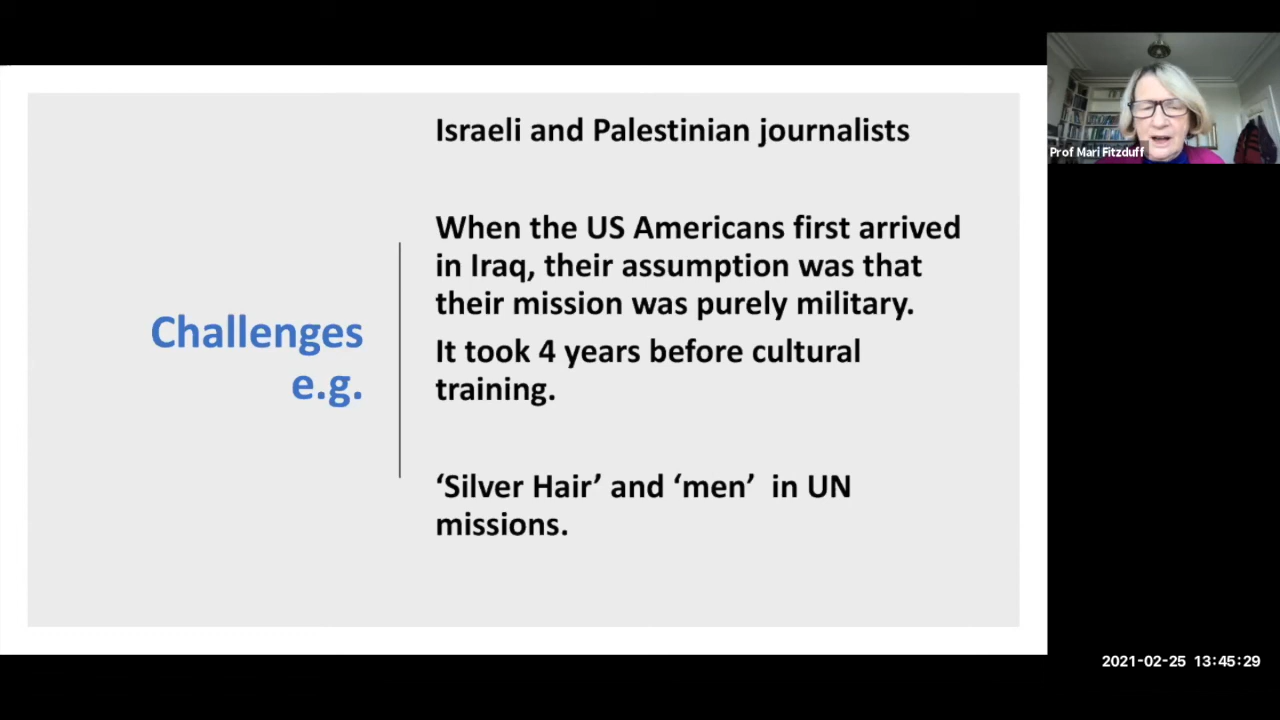 Israeli and Palestinian journalists
When the US Americans first arrived
in Iraq, their assumption was that
their mission was purely military.
It took 4 years before cultural
training.
‘Silver Hair’ and ‘men’  in UN
missions.
Challenges
e.g.
Prof Mari Fitzduff
2021-02-25 13:45:29